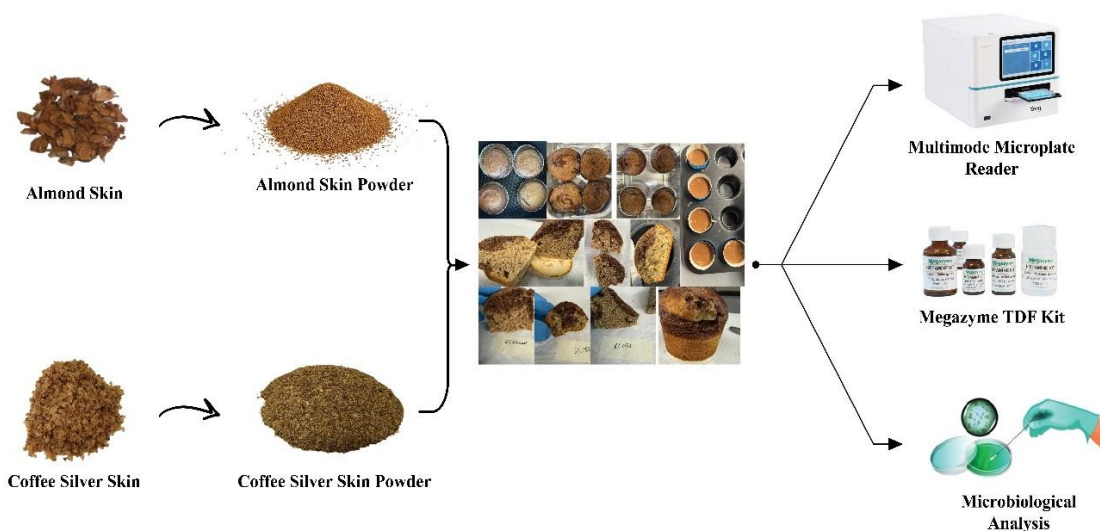 Almond Skin
Almond Skin Powder
Coffee Silver Skin
Coffee Silver Skin Powder
Multimode Microplate
Reader
Megazyme
Megazyme TDF Kit
Microbiological
Analysis